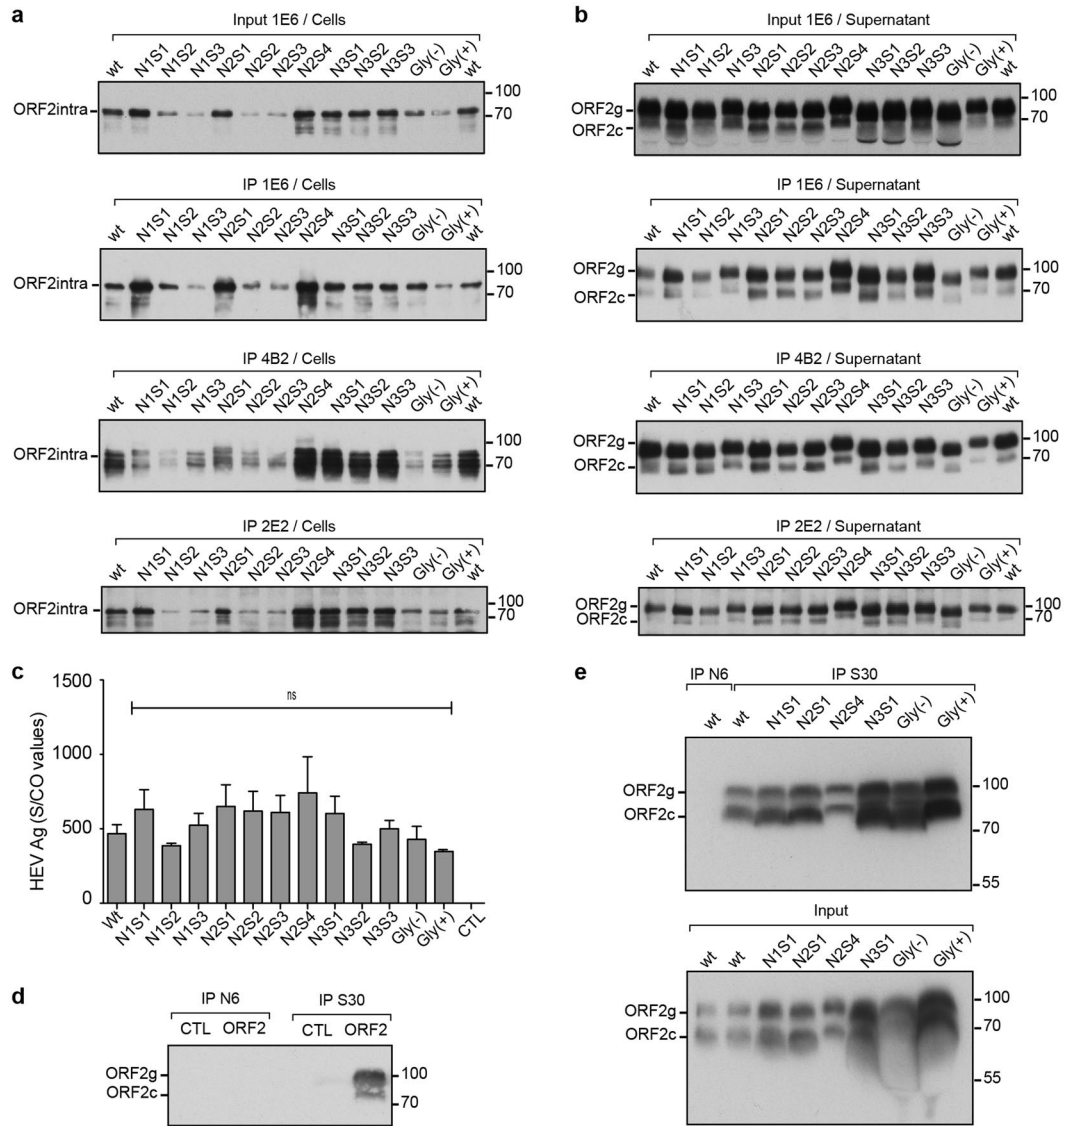 a
Input 1E6 / Cells
wt N1S1 N1S2 N1S3 N2S1 N2S2 N2S3 N2S4 N3S1 N3S2 N3S3 Gly(-) Gly(+) wt
ORF2intra
100
70
IP 1E6 / Cells
wt N1S1 N1S2 N1S3 N2S1 N2S2 N2S3 N2S4 N3S1 N3S2 N3S3 Gly(-) Gly(+) wt
ORF2intra
100
70
IP 4B2 / Cells
wt N1S1 N1S2 N1S3 N2S1 N2S2 N2S3 N2S4 N3S1 N3S2 N3S3 Gly(-) Gly(+) wt
ORF2intra
100
70
IP 2E2 / Cells
wt N1S1 N1S2 N1S3 N2S1 N2S2 N2S3 N2S4 N3S1 N3S2 N3S3 Gly(-) Gly(+) wt
ORF2intra
100
70
b
Input 1E6 / Supernatant
wt N1S1 N1S2 N1S3 N2S1 N2S2 N2S3 N2S4 N3S1 N3S2 N3S3 Gly(-) Gly(+) wt
ORF2g
ORF2c
100
70
IP 1E6 / Supernatant
wt N1S1 N1S2 N1S3 N2S1 N2S2 N2S3 N2S4 N3S1 N3S2 N3S3 Gly(-) Gly(+) wt
ORF2g
ORF2c
100
70
IP 4B2 / Supernatant
wt N1S1 N1S2 N1S3 N2S1 N2S2 N2S3 N2S4 N3S1 N3S2 N3S3 Gly(-) Gly(+) wt
ORF2g
ORF2c
100
70
IP 2E2 / Supernatant
wt N1S1 N1S2 N1S3 N2S1 N2S2 N2S3 N2S4 N3S1 N3S2 N3S3 Gly(-) Gly(+) wt
ORF2g
ORF2c
100
70
c
HEV Ag (S/CO values)
1500
1000
500
0
ns
Wt N1S1 N1S2 N1S3 N2S1 N2S2 N2S3 N2S4 N3S1 N3S2 N3S3 Gly(-) Gly(+) CTL
d
IP N6 IP S30
CTL ORF2 CTL ORF2
ORF2g
ORF2c
100
70
e
IP N6 IP S30
wt wt N1S1 N2S1 N2S4 N3S1 Gly(-) Gly(+)
ORF2g
ORF2c
100
70
55
Input
wt wt N1S1 N2S1 N2S4 N3S1 Gly(-) Gly(+)
ORF2g
ORF2c
100
70
55